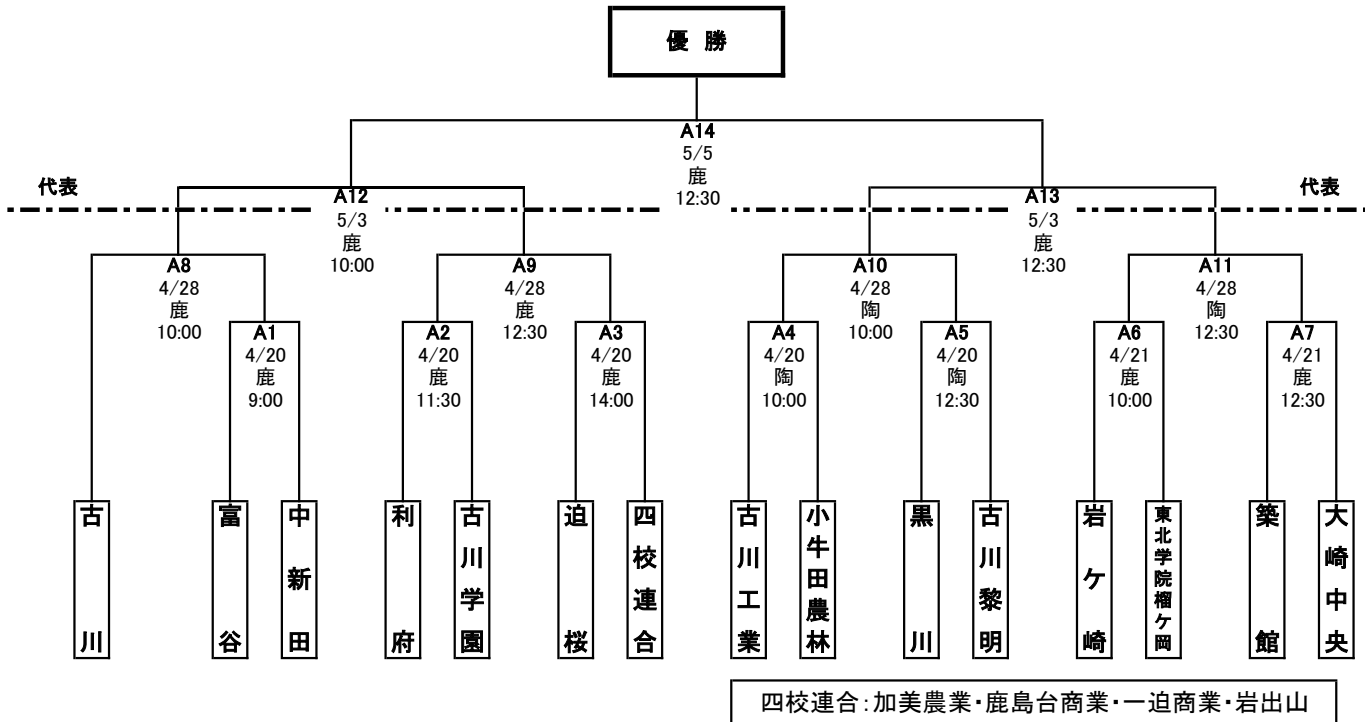 優 勝
A14
5/5
鹿
12:30
代表
代表
A12
5/3
鹿
10:00
A13
5/3
鹿
12:30
A8
4/28
鹿
10:00
A9
4/28
鹿
12:30
A10
4/28
陶
10:00
A11
4/28
陶
12:30
A1
4/20
鹿
9:00
A2
4/20
鹿
11:30
A3
4/20
鹿
14:00
A4
4/20
陶
10:00
A5
4/20
陶
12:30
A6
4/21
鹿
10:00
A7
4/21
鹿
12:30
古川
富谷
中新田
利府
古川学園
迫桜
四校連合
古川工業
小牛田農林
黒川
古川黎明
岩ケ崎
東北学院榴ケ岡
築館
大崎中央
四校連合:加美農業・鹿島台商業・一迫商業・岩出山